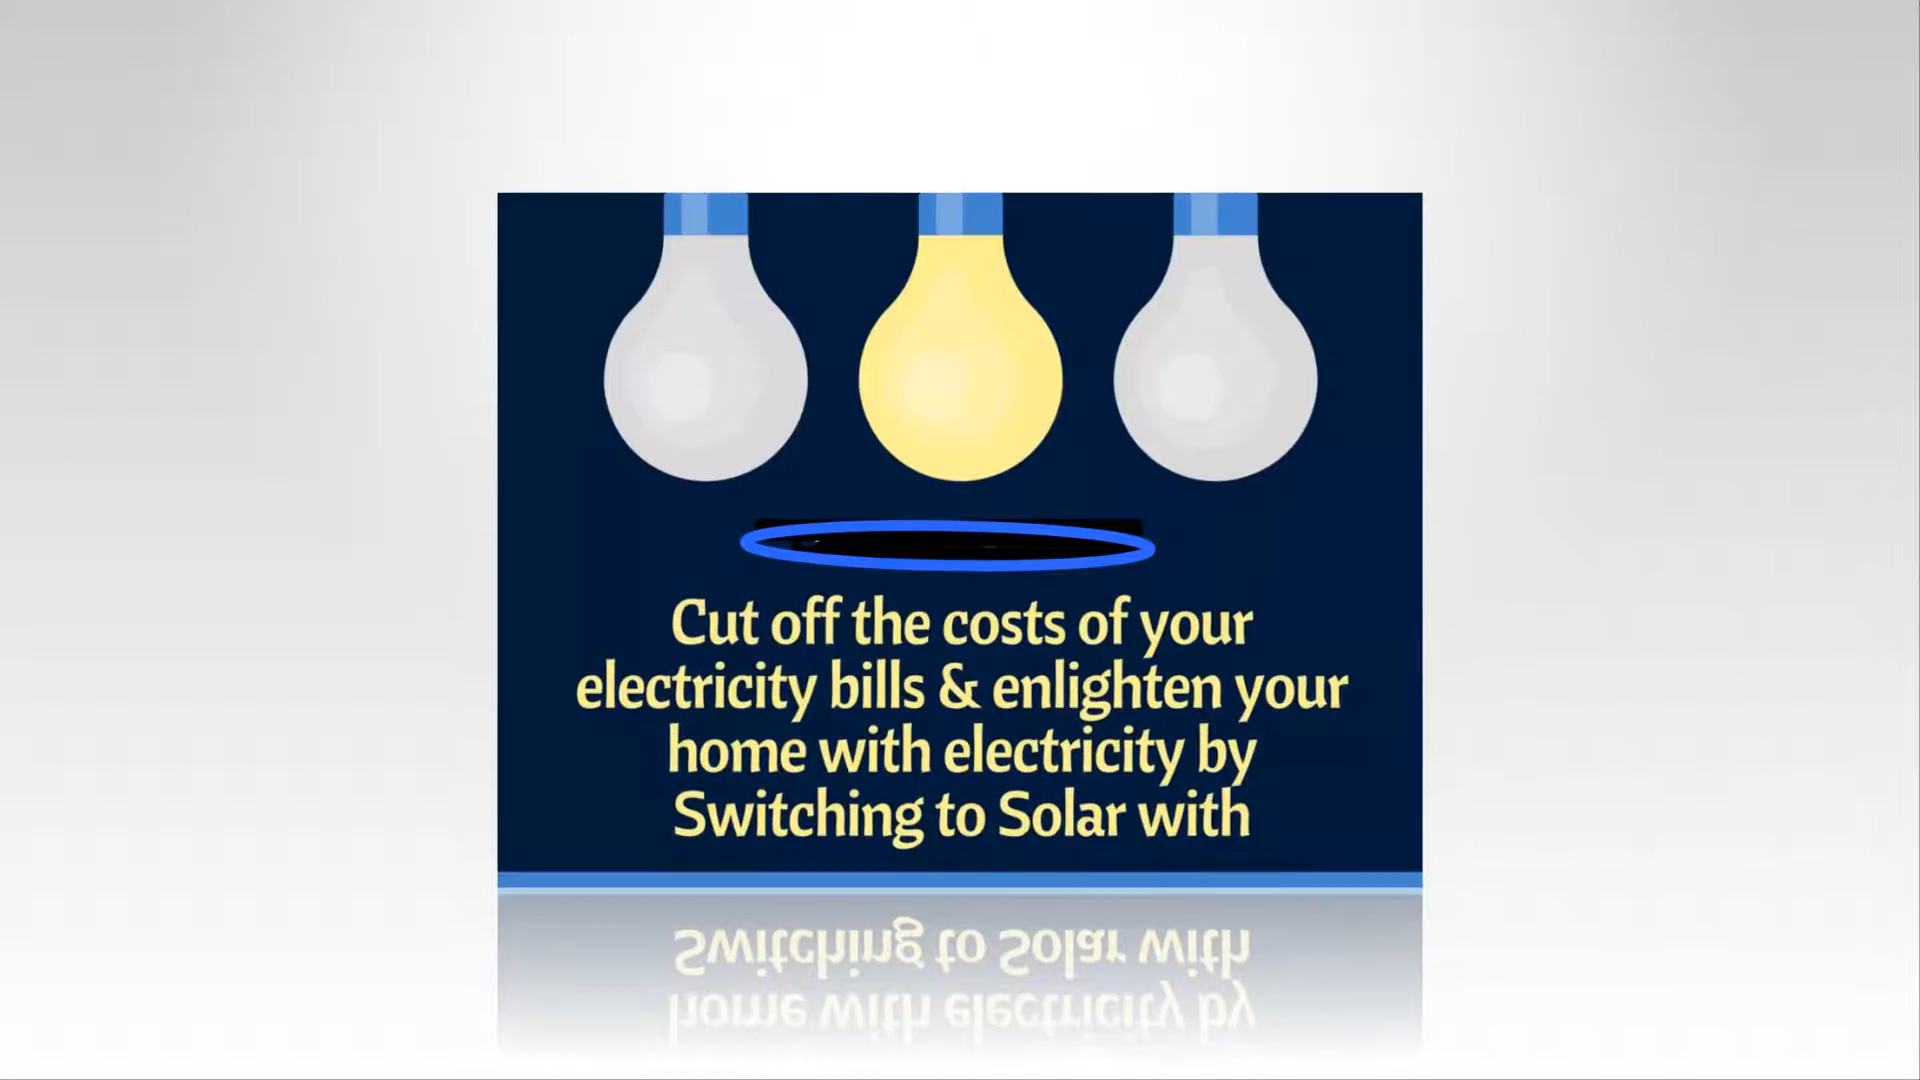 Cut off the costs of your
electricity bills & enlighten your
home with electricity by
Switching to Solar with